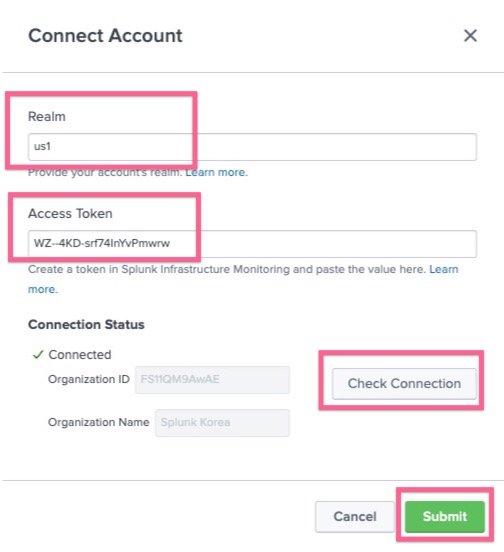 Connect Account
Realm
us1
Provide your account's realm. Learn more.
Access Token
WZ--4KD-srf74InYvPmwrw
Create a token in Splunk Infrastructure Monitoring and paste the value here. Learn
more.
Connection Status
Connected
Organization ID FS11QM9AwAE
Check Connection
Organization Name Splunk Korea
Cancel Submit